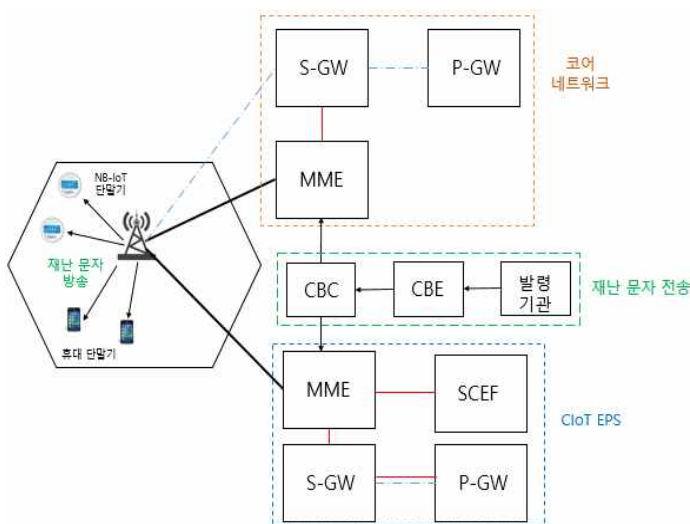 S-GW
P-GW
코어
네트워크
MME
NB-IoT
단말기
재난 문자
방송
휴대 단말기
CBC
CBE
발령
기관
재난 문자 전송
MME
SCEF
CIoT EPS
S-GW
P-GW